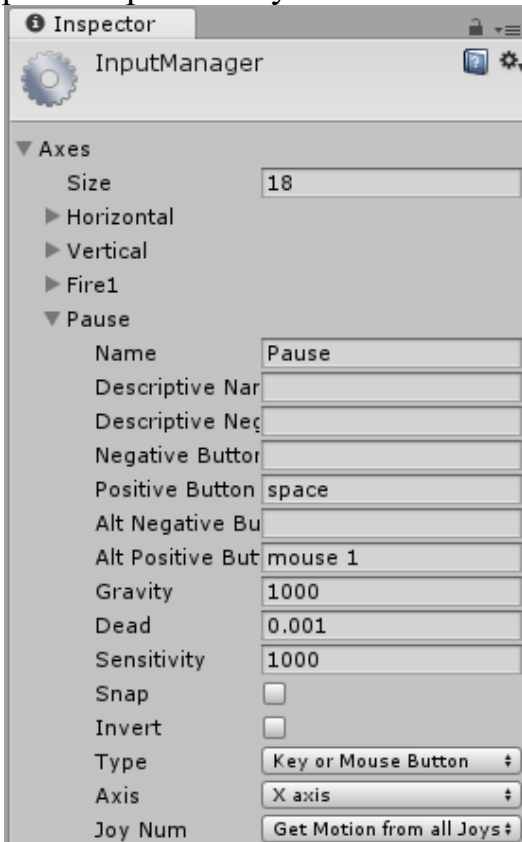 Inspector
InputManager
Axes
Size 18
Horizontal
Vertical
Fire1
Pause
Name Pause
Descriptive Nar
Descriptive Neg
Negative Buttor
Positive Button space
Alt Negative Bu
Alt Positive But mouse 1
Gravity 1000
Dead 0.001
Sensitivity 1000
Snap
Invert
Type Key or Mouse Button
Axis X axis
Joy Num Get Motion from all Joys